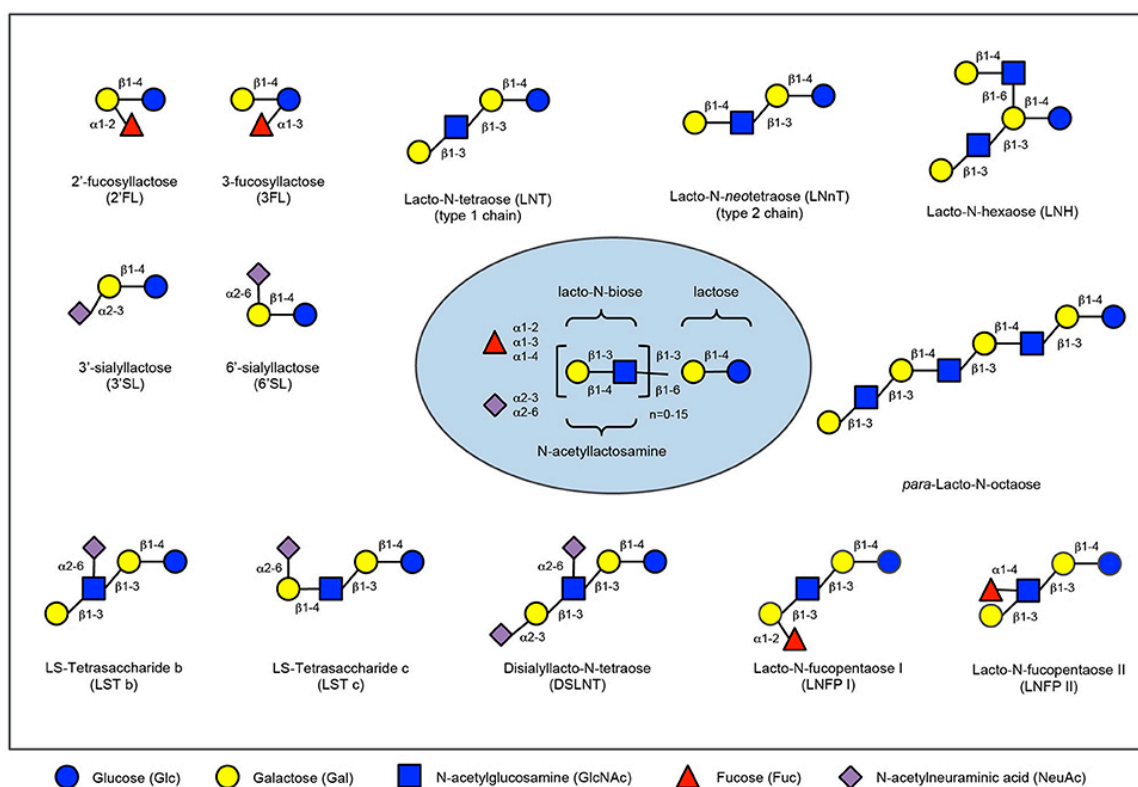 β1-4
α1-2
2'-fucosyllactose
(2'FL)
β1-4
α1-3
3-fucosyllactose
(3FL)
β1-4
β1-3
β1-3
Lacto-N-tetraose (LNT)
(type 1 chain)
β1-4
β1-4
β1-3
Lacto-N-neotetraose (LNnT)
(type 2 chain)
β1-4
β1-6
β1-4
β1-3
β1-3
Lacto-N-hexaose (LNH)
β1-4
α2-3
3'-sialyllactose
(3'SL)
α2-6
β1-4
6'-sialyllactose
(6'SL)
lacto-N-biose
lactose
α1-2
α1-3
α1-4
β1-3
β1-4
β1-3
β1-6
β1-4
α2-3
α2-6
n=0-15
N-acetyllactosamine
β1-4
β1-4
β1-3
β1-4
β1-3
β1-3
β1-3
para-Lacto-N-octaose
α2-6
β1-4
β1-3
β1-3
LS-Tetrasaccharide b
(LST b)
α2-6
β1-4
β1-3
β1-4
LS-Tetrasaccharide c
(LST c)
α2-6
β1-4
β1-3
β1-3
α2-3
Disialyllacto-N-tetraose
(DSLNT)
β1-4
β1-3
β1-3
α1-2
Lacto-N-fucopentaose I
(LNFP I)
β1-4
α1-4
β1-3
β1-3
Lacto-N-fucopentaose II
(LNFP II)
Glucose (Glc)
Galactose (Gal)
N-acetylglucosamine (GlcNAc)
Fucose (Fuc)
N-acetylneuraminic acid (NeuAc)